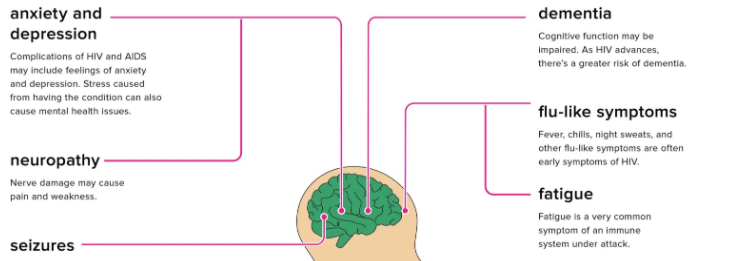 anxiety and
depression
Complications of HIV and AIDS
may include feelings of anxiety
and depression. Stress caused
from having the condition can also
cause mental health issues.
neuropathy
Nerve damage may cause
pain and weakness.
seizures
dementia
Cognitive function may be
impaired. As HIV advances,
there's a greater risk of dementia.
flu-like symptoms
Fever, chills, night sweats, and
other flu-like symptoms are often
early symptoms of HIV.
fatigue
Fatigue is a very common
symptom of an immune
system under attack.